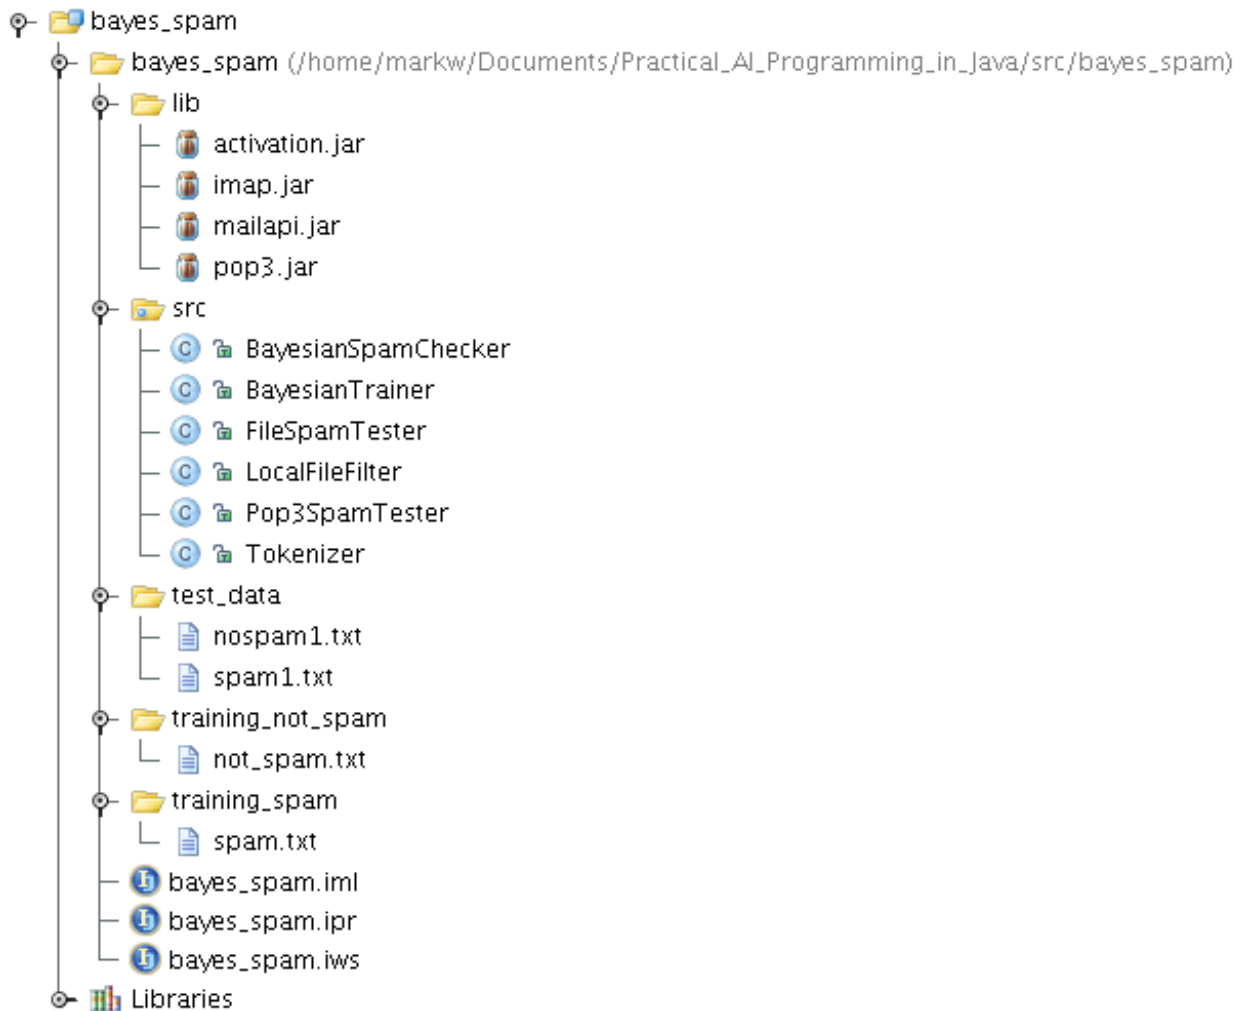 bayes_spam
bayes_spam (/home/markw/Documents/Practical_AI_Programming_in_Java/src/bayes_spam)
lib
activation.jar
imap.jar
mailapi.jar
pop3.jar
src
BayesianSpamChecker
BayesianTrainer
FileSpamTester
LocalFileFilter
Pop3SpamTester
Tokenizer
test_data
nospam1.txt
spam1.txt
training_not_spam
not_spam.txt
training_spam
spam.txt
bayes_spam.iml
bayes_spam.ipr
bayes_spam.iws
Libraries